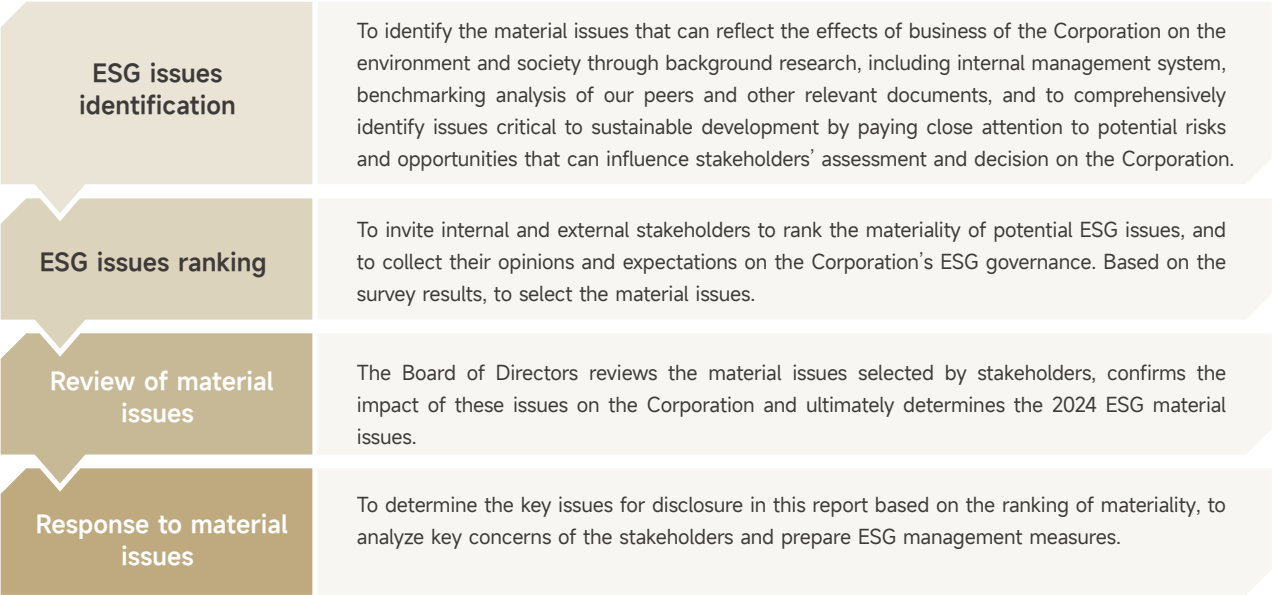 ESG issues
identification
To identify the material issues that can reflect the effects of business of the Corporation on the
environment and society through background research, including internal management system,
benchmarking analysis of our peers and other relevant documents, and to comprehensively
identify issues critical to sustainable development by paying close attention to potential risks
and opportunities that can influence stakeholders’ assessment and decision on the Corporation.
ESG issues ranking
To invite internal and external stakeholders to rank the materiality of potential ESG issues, and
to collect their opinions and expectations on the Corporation’s ESG governance. Based on the
survey results, to select the material issues.
Review of material
issues
The Board of Directors reviews the material issues selected by stakeholders, confirms the
impact of these issues on the Corporation and ultimately determines the 2024 ESG material
issues.
Response to material
issues
To determine the key issues for disclosure in this report based on the ranking of materiality, to
analyze key concerns of the stakeholders and prepare ESG management measures.